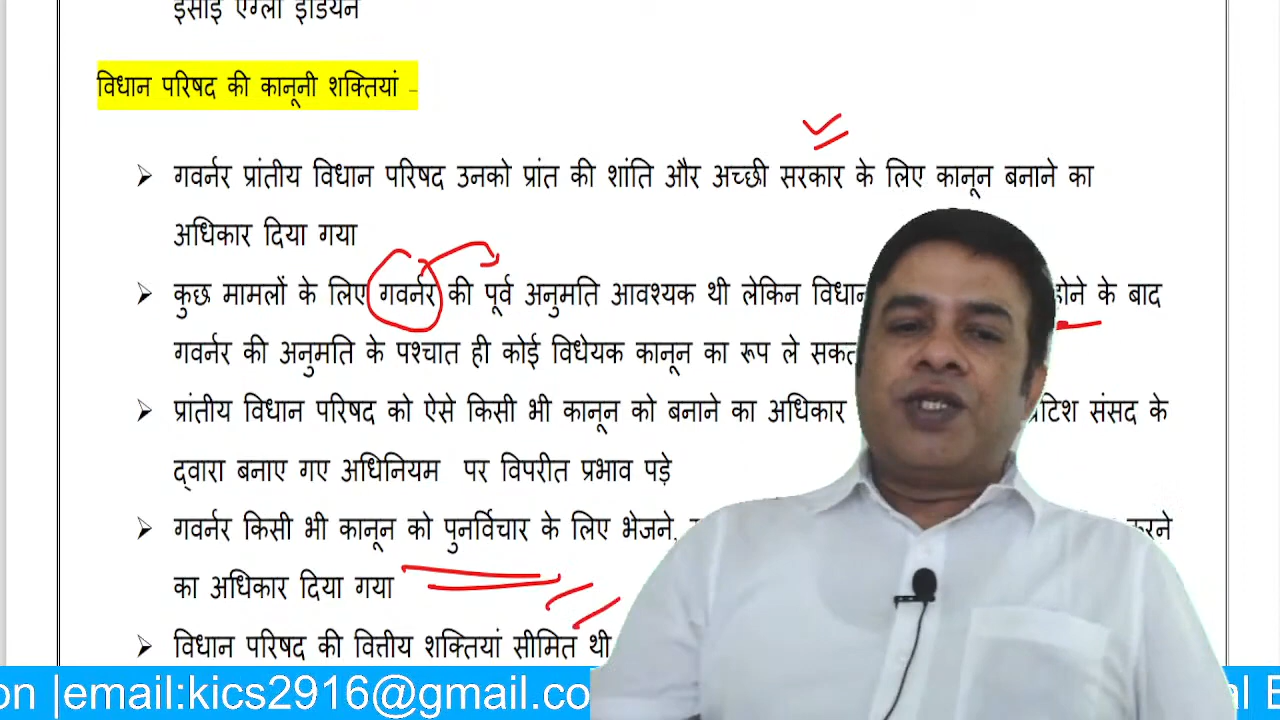 इसाई एंग्लो इंडियन
विधान परिषद की कानूनी शक्तियां –
➢ गवर्नर प्रांतीय विधान परिषद उनको प्रांत की शांति और अच्छी सरकार के लिए कानून बनाने का
अधिकार दिया गया
➢ कुछ मामलों के लिए गवर्नर की पूर्व अनुमति आवश्यक थी लेकिन होने के बाद
गवर्नर की अनुमति के पश्चात ही कोई विधेयक कानून का रूप ले
➢ प्रांतीय विधान परिषद को ऐसे किसी भी कानून को बनाने का अधिकार संसद के
द्वारा बनाए गए अधिनियम पर विपरीत प्रभाव पड़े
➢ गवर्नर किसी भी कानून को पुनर्विचार के लिए भेजने, करने
का अधिकार दिया गया
➢ विधान परिषद की वित्तीय शक्तियां सीमित थी
on |email:kics2916@gmail.co